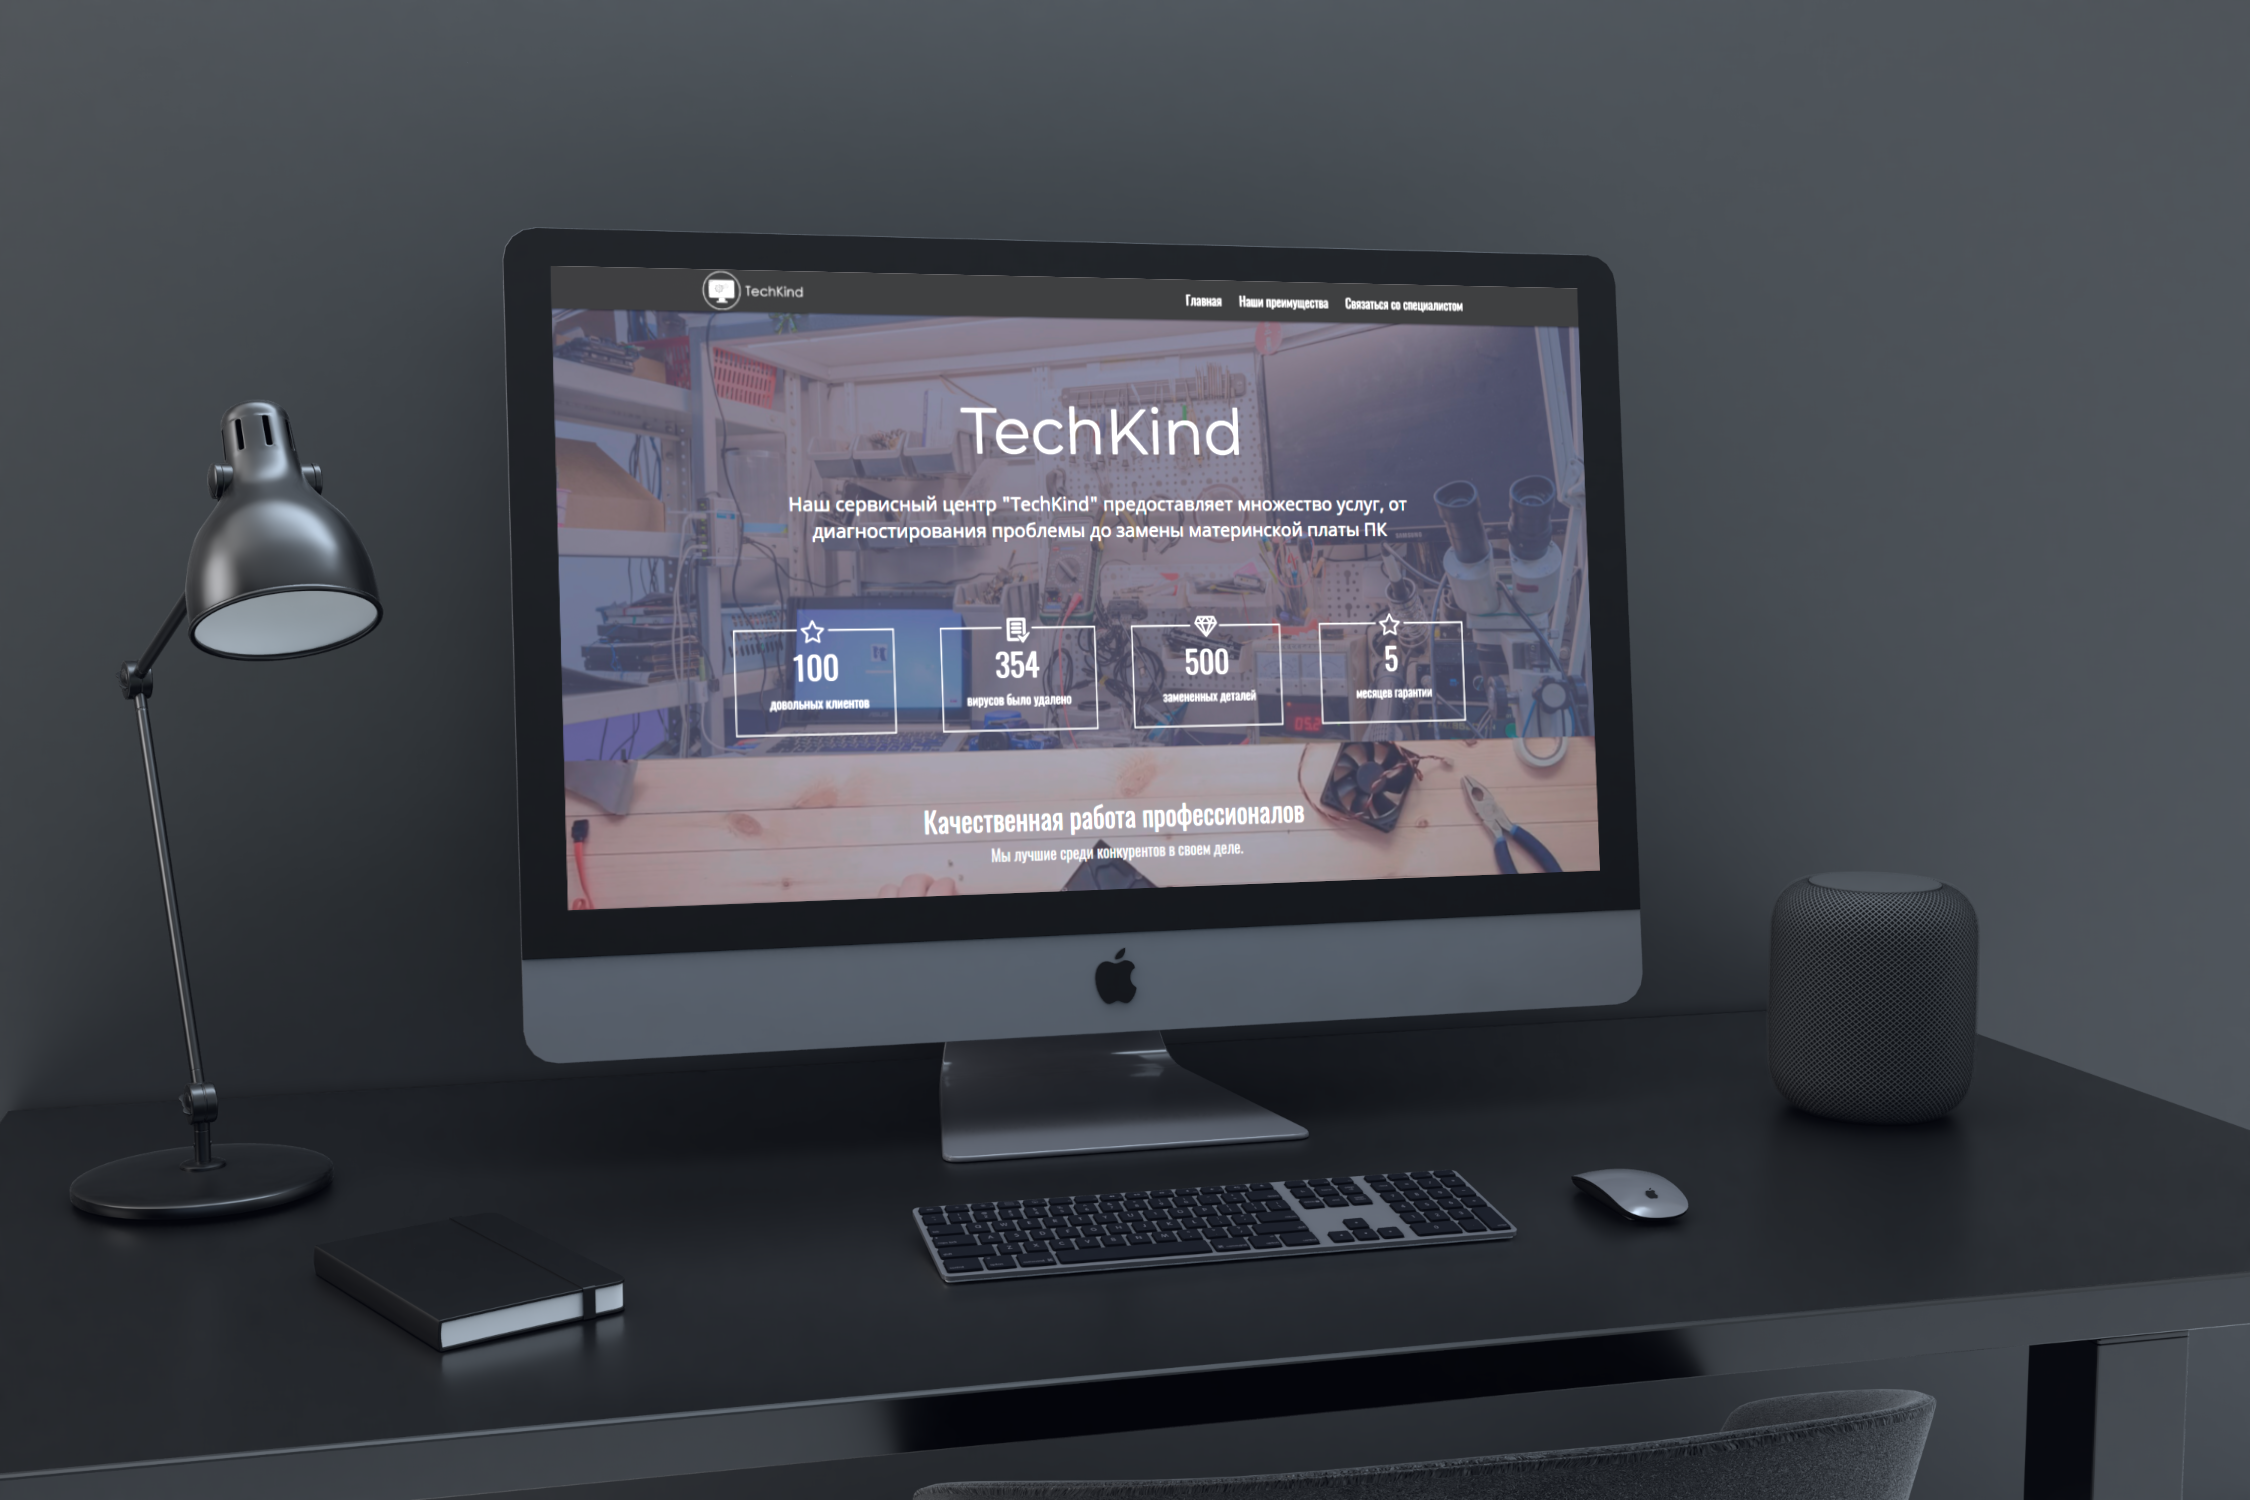 TechKind
Главная Наши преимущества Связаться со специалистом
TechKind
Наш сервисный центр "TechKind" предоставляет множество услуг, от
диагностирования проблемы до замены материнской платы ПК
100
довольных клиентов
354
вирусов было удалено
500
замененных деталей
5
месяцев гарантии
Качественная работа профессионалов
Мы лучшие среди конкурентов в своем деле.